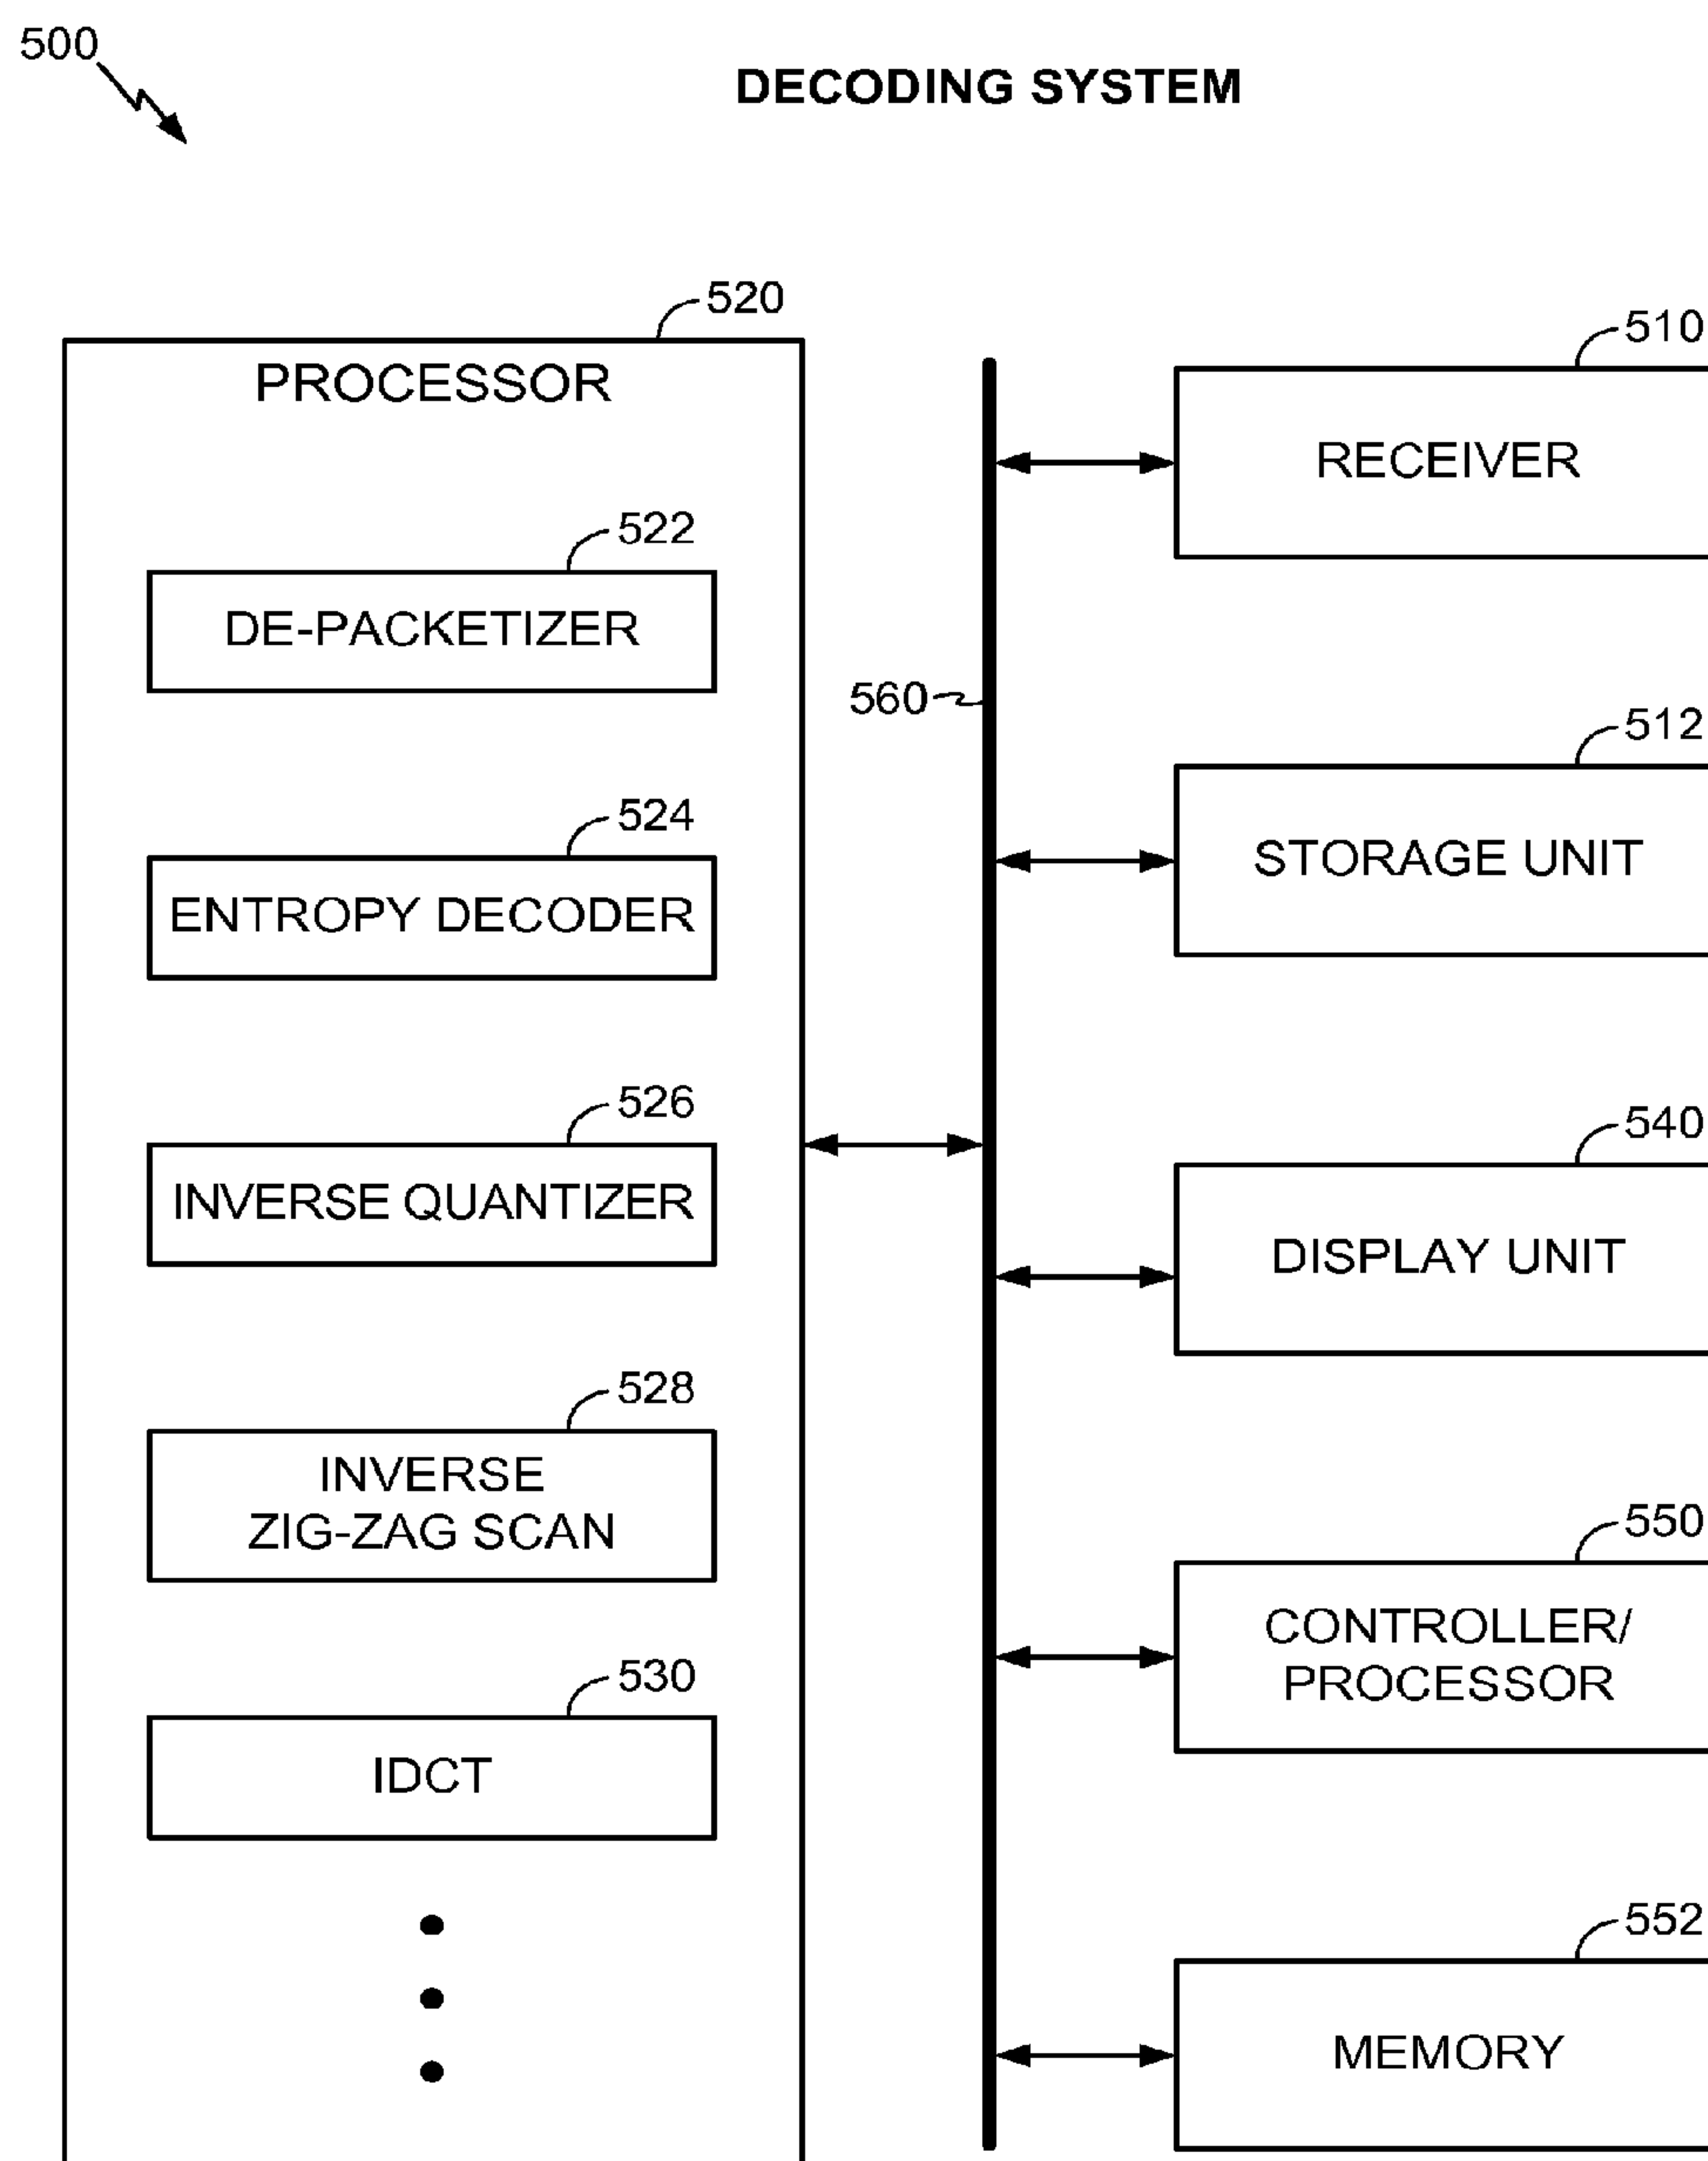 500
DECODING SYSTEM
520
PROCESSOR
522
DE-PACKETIZER
524
ENTROPY DECODER
526
INVERSE QUANTIZER
528
INVERSE
ZIG-ZAG SCAN
530
IDCT
560
510
RECEIVER
512
STORAGE UNIT
540
DISPLAY UNIT
550
CONTROLLER/
PROCESSOR
552
MEMORY